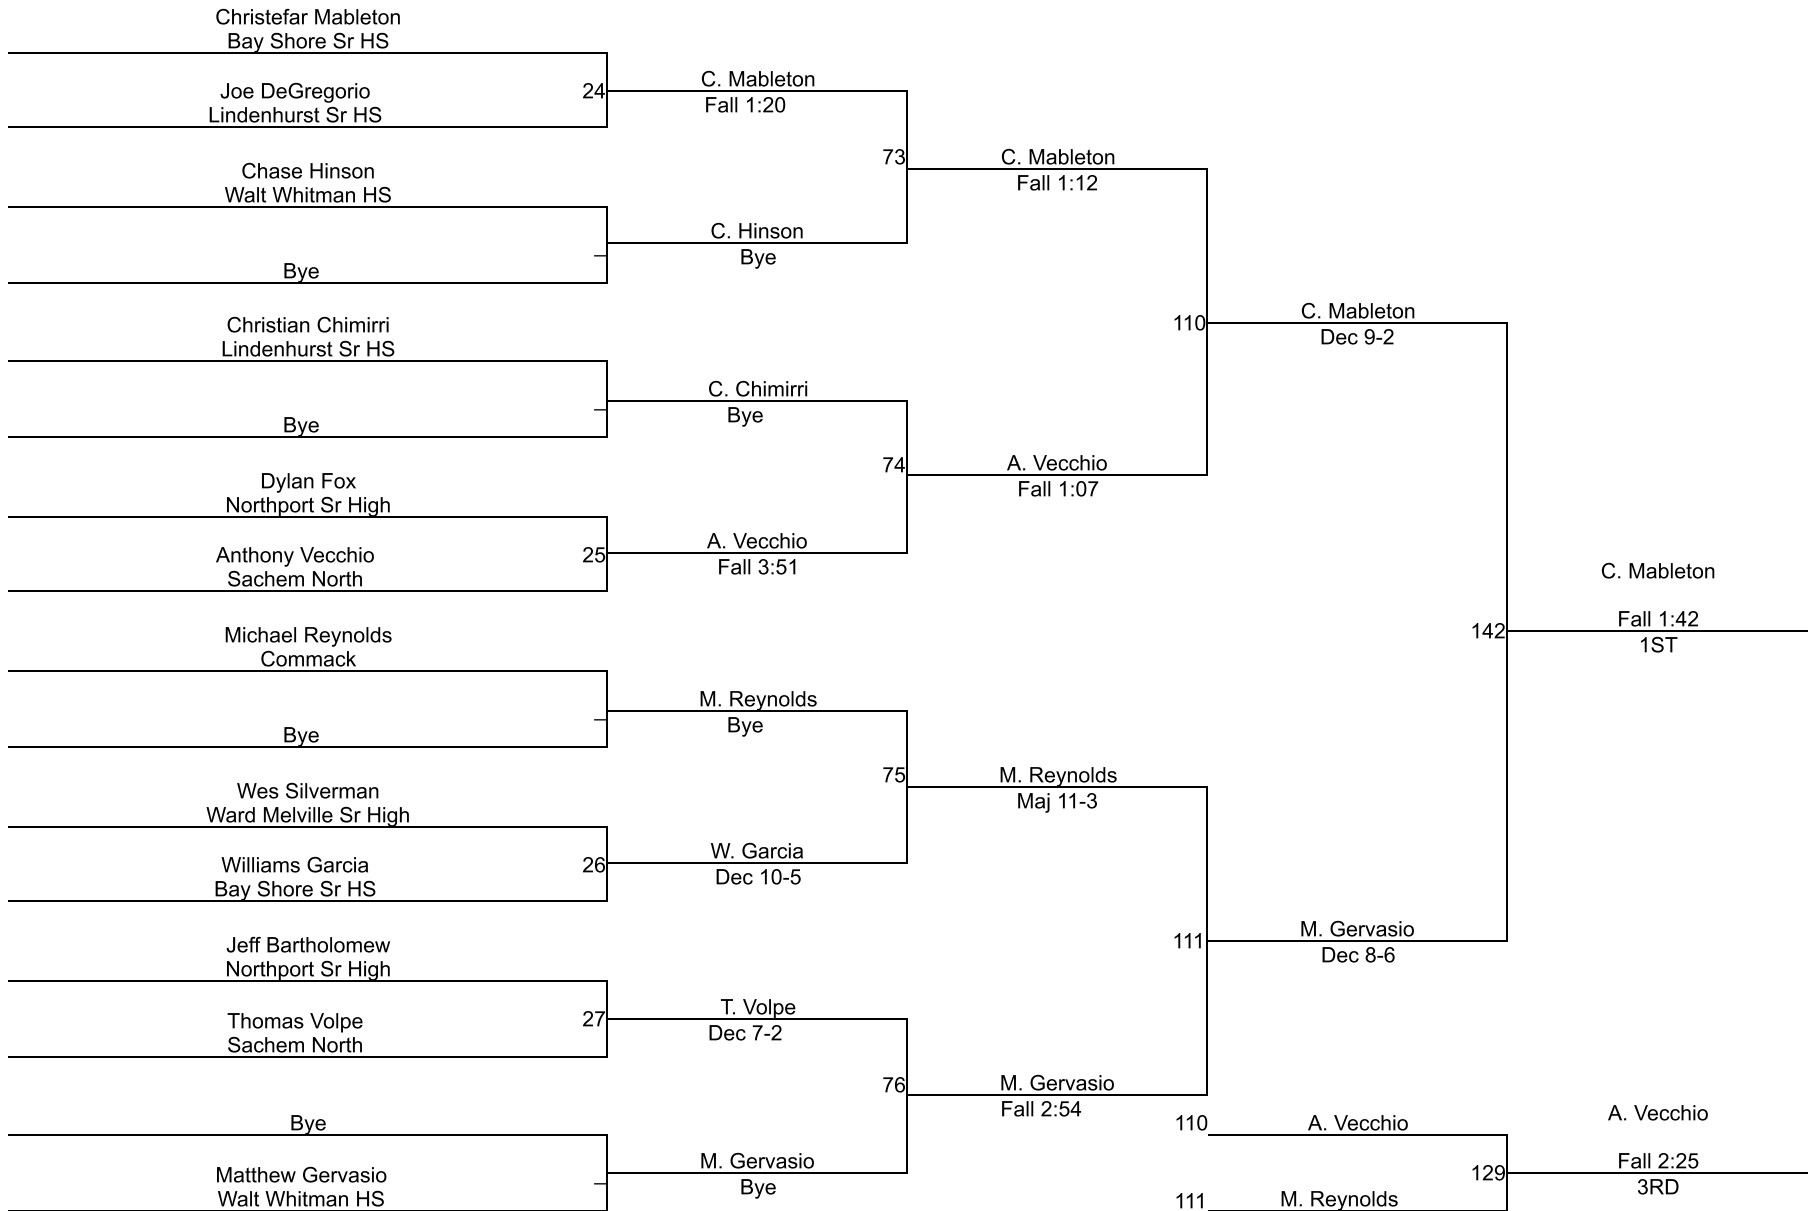 Christefar Mableton
Bay Shore Sr HS
Joe DeGregorio
Lindenhurst Sr HS
24
Chase Hinson
Walt Whitman HS
Bye
Christian Chimirri
Lindenhurst Sr HS
Bye
Dylan Fox
Northport Sr High
Anthony Vecchio
Sachem North
25
Michael Reynolds
Commack
Bye
Wes Silverman
Ward Melville Sr High
Williams Garcia
Bay Shore Sr HS
26
Jeff Bartholomew
Northport Sr High
Thomas Volpe
Sachem North
27
Bye
Matthew Gervasio
Walt Whitman HS
C. Mableton
Fall 1:20
73
C. Hinson
Bye
C. Chimirri
Bye
74
A. Vecchio
Fall 3:51
M. Reynolds
Bye
75
W. Garcia
Dec 10-5
T. Volpe
Dec 7-2
76
M. Gervasio
Bye
C. Mableton
Fall 1:12
110
A. Vecchio
Fall 1:07
M. Reynolds
Maj 11-3
111
M. Gervasio
Fall 2:54
C. Mableton
Dec 9-2
142
M. Gervasio
Dec 8-6
C. Mableton
Fall 1:42
1ST
110
A. Vecchio
129
111
M. Reynolds
A. Vecchio
Fall 2:25
3RD